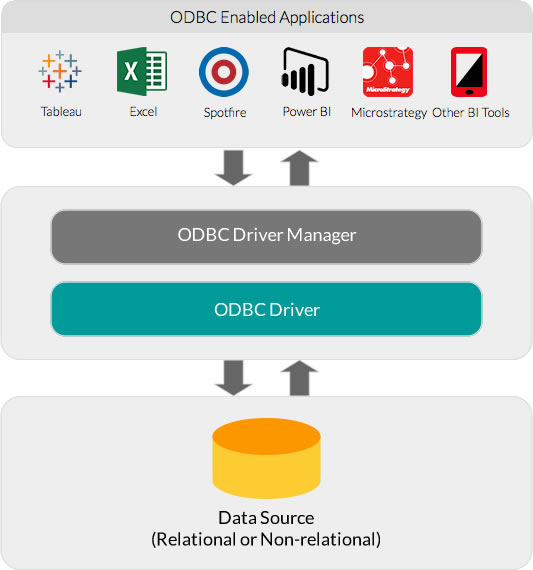 ODBC Enabled Applications
Tableau
Excel
Spotfire
Power BI
MicroStrategy
Microstrategy
Other BI Tools
ODBC Driver Manager
ODBC Driver
Data Source
(Relational or Non-relational)